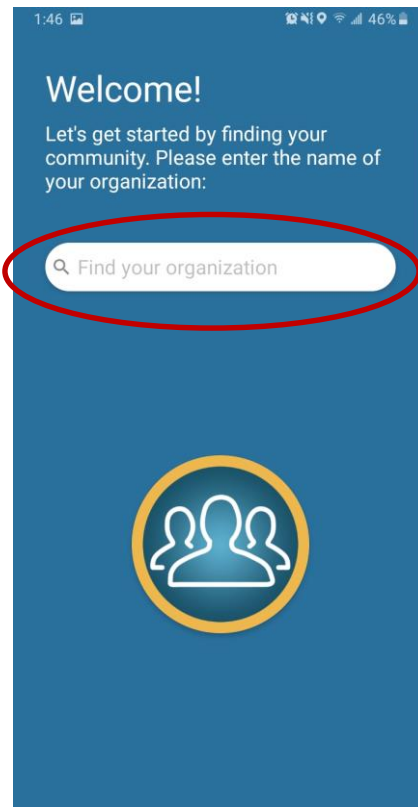 1:46 46%
Welcome!
Let's get started by finding your
community. Please enter the name of
your organization:
Find your organization